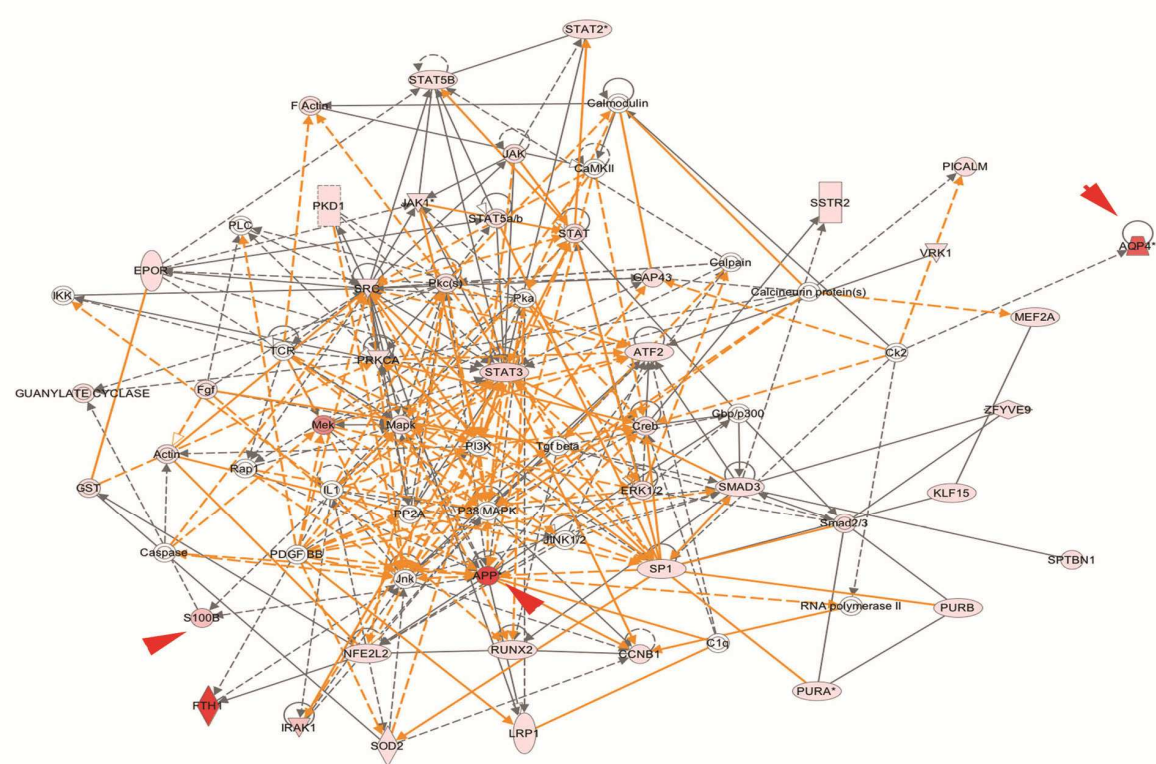 STAT2*
STAT5B
F Actin
Calmodulin
JAK
CaMKII
PICALM
PKD1
JAK1*
SSTR2
STAT5a/b
PLC
STAT
AQP4*
VRK1
EPOR
Calpain
GAP43
SRC
Pkc(s)
IKK
Pka
Calcineurin protein(s)
MEF2A
TCR
PRKCA
ATF2
Ck2
STAT3
GUANYLATE CYCLASE
Fgf
ZFYVE9
Cbp/p300
Mek
Mapk
Creb
PI3K
Tgf beta
Actin
Rap1
GST
IL1
ERK1/2
SMAD3
KLF15
PP2A
P38 MAPK
Smad2/3
JINK1/2
Caspase
PDGF BB
SPTBN1
Jnk
APP*
SP1
RNA polymerase II
PURB
S100B
C1q
NFE2L2
RUNX2
CCNB1
PURA*
FTH1
IRAK1
LRP1
SOD2